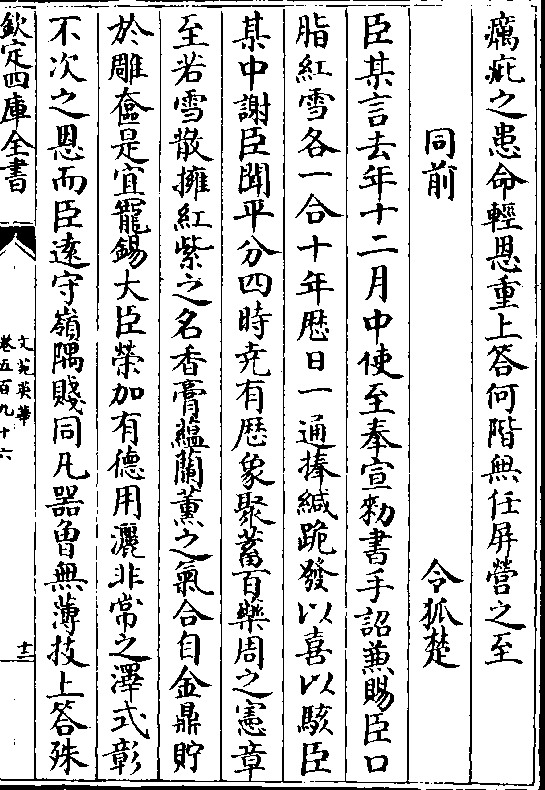 癘疵之患命輕恩重上答何階無任屏營之至
同前 令狐楚
臣某言去年十二月中使至奉宣勑書手詔兼賜臣口
脂紅雪各一合十年歴日一通捧緘跪發以喜以駭臣
某中謝臣聞平分四時尭有歴象聚蓄百藥周之憲章
至若雪散擁紅紫之名香膏藴蘭薰之氣合自金鼎貯
於雕奩是宜寵錫大臣榮加有德用灑非常之澤式彰
不次之恩而臣逺守嶺隅賤同凡器曽無薄技上答殊
欽定四庫全書
文苑英華
卷五百九十六
十三